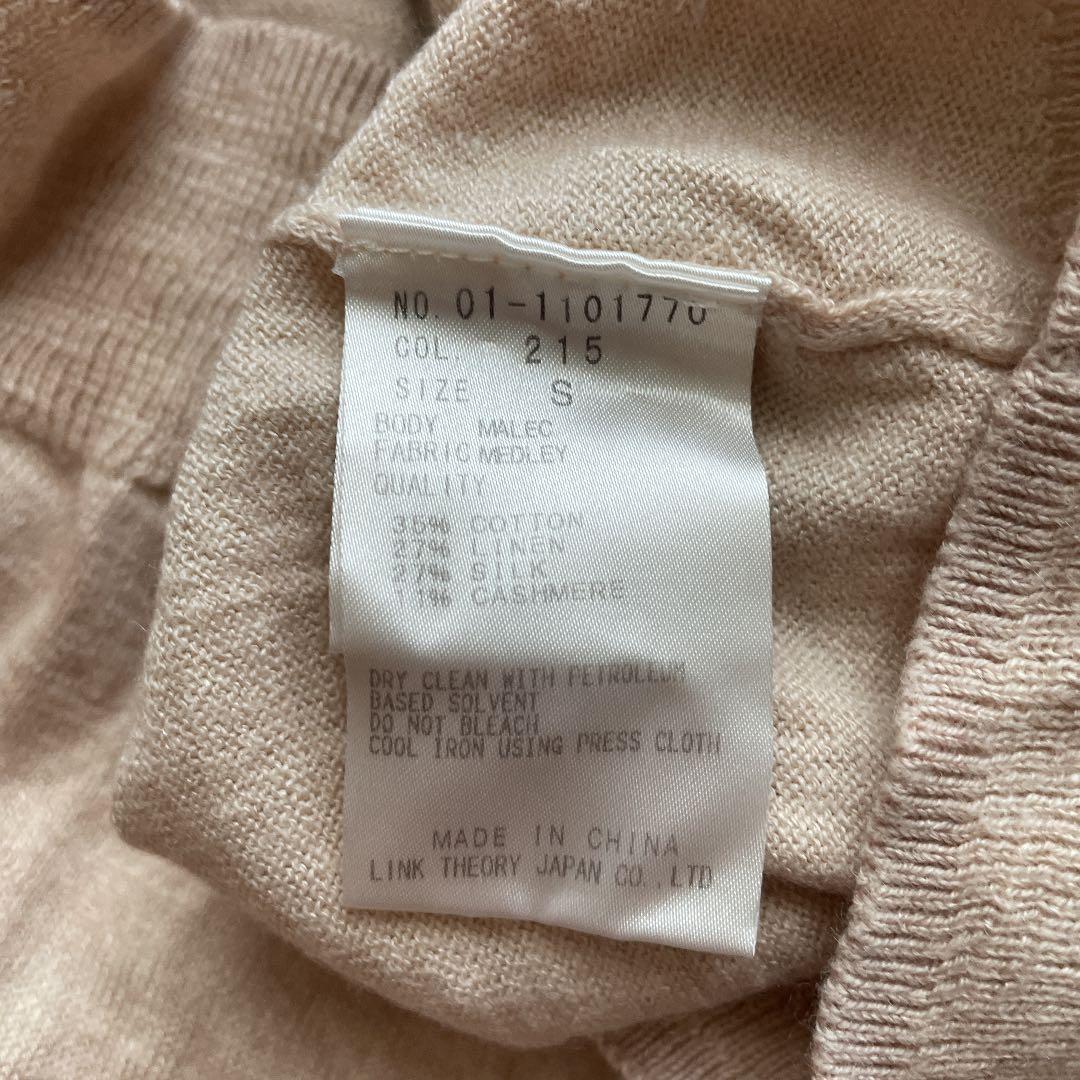 NO. 01-1101770
COL. 215
SIZE S
BODY MALEC
FABRIC MEDLEY
QUALITY
35% COTTON
27% LINEN
27% SILK
11% CASHMERE
DRY CLEAN WITH PETROLEUM
BASED SOLVENT
DO NOT BLEACH
COOL IRON USING PRESS CLOTH
MADE IN CHINA
LINK THEORY JAPAN CO.,LTD